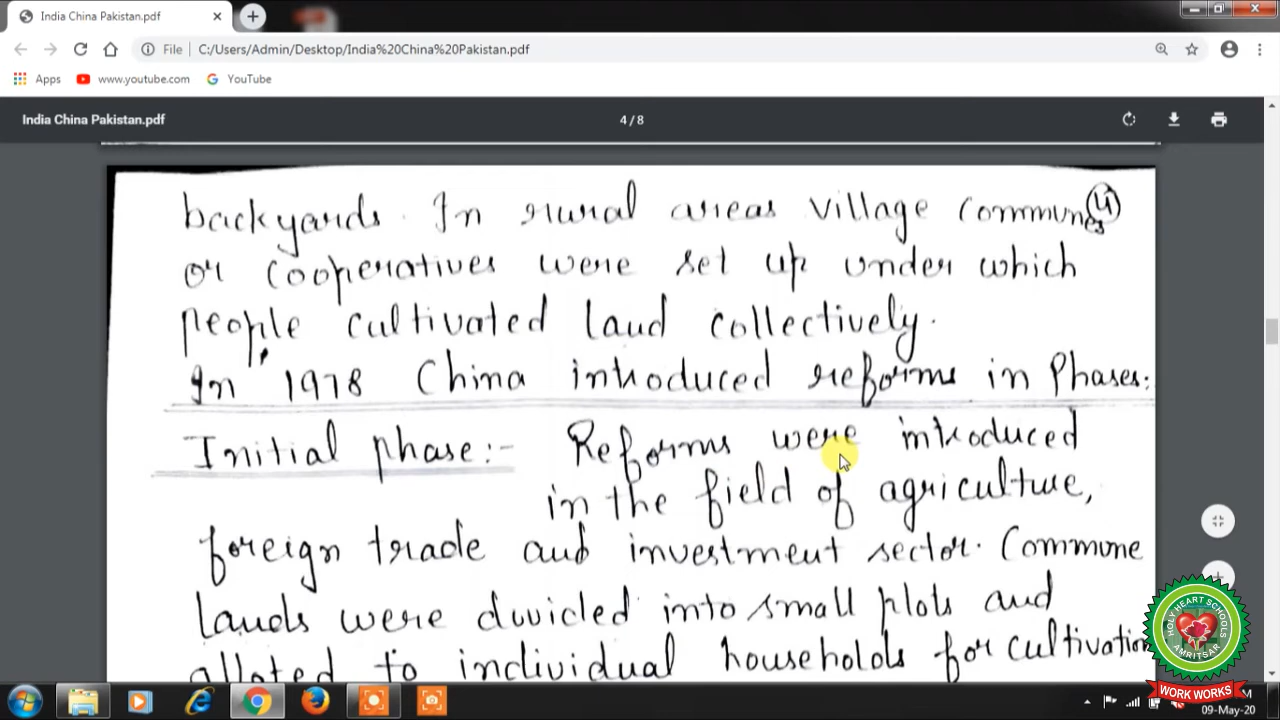 India China Pakistan.pdf
File C:/Users/Admin/Desktop/India%20China%20Pakistan.pdf
Apps www.youtube.com YouTube
India China Pakistan.pdf 4 / 8
4
backyards. In rural areas village communes
or cooperatives were set up under which
people cultivated land collectively.
In 1978 China introduced reforms in Phases:
Initial phase:- Reforms were introduced
in the field of agriculture,
foreign trade and investment sector. Commune
lands were divided into small plots and
alloted to individual households for cultivation
HOLY HEART SCHOOLS
AMRITSAR
WORK WORKS
09-May-20